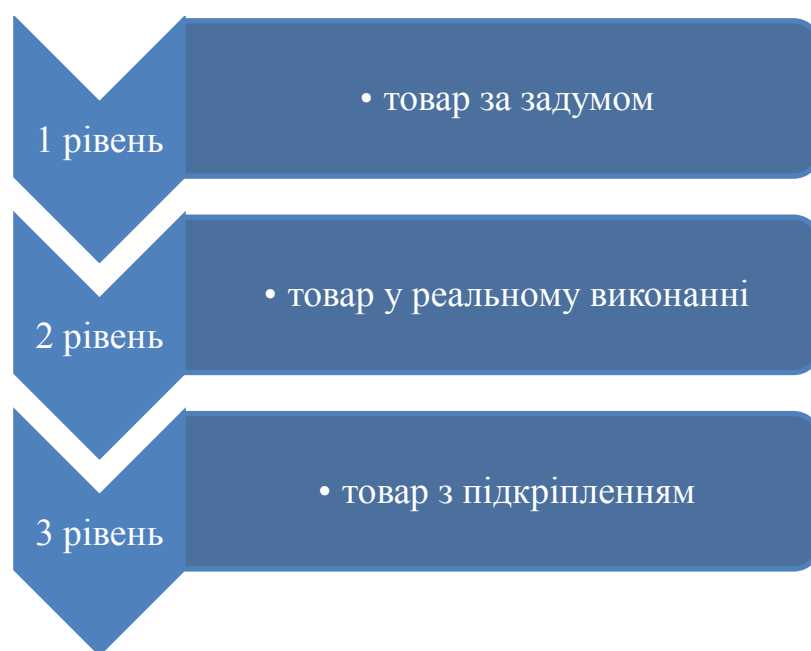 1 рівень
• товар за задумом
2 рівень
• товар у реальному виконанні
3 рівень
• товар з підкріпленням